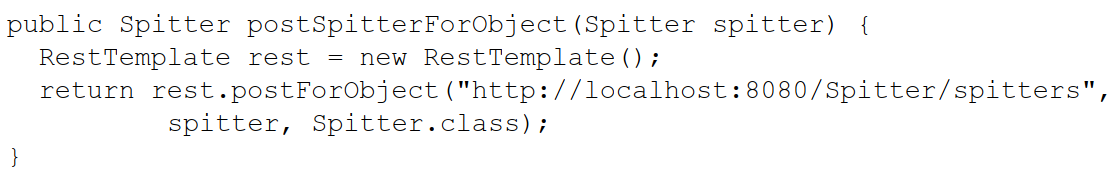 public Spitter postSpitterForObject(Spitter spitter) {
  RestTemplate rest = new RestTemplate();
  return rest.postForObject("http://localhost:8080/Spitter/spitters",
          spitter, Spitter.class);
}